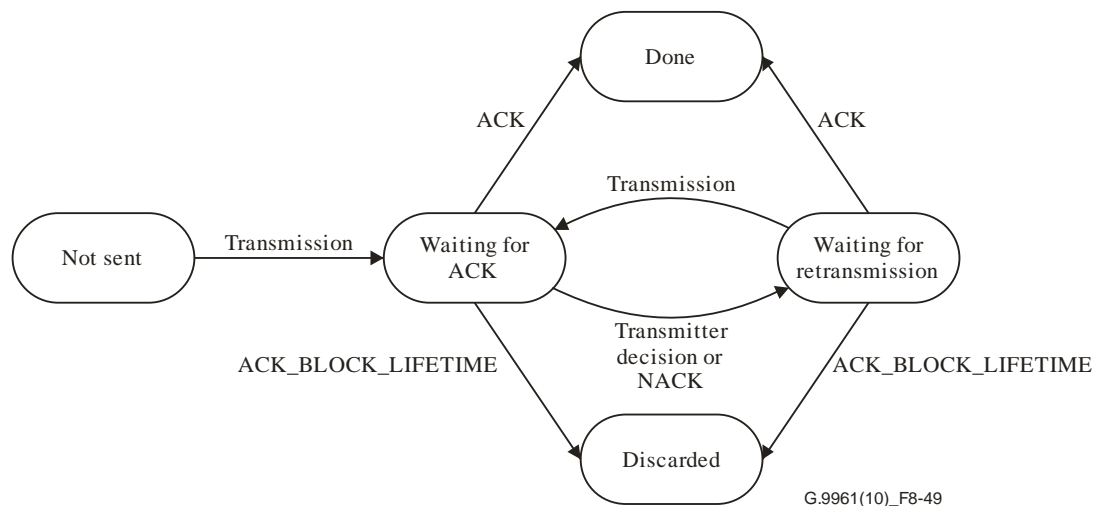 Done
ACK
ACK
Transmission
Not sent
Transmission
Waiting for
ACK
Waiting for
retransmission
Transmitter
decision or
NACK
ACK_BLOCK_LIFETIME
ACK_BLOCK_LIFETIME
Discarded
G.9961(10)_F8-49